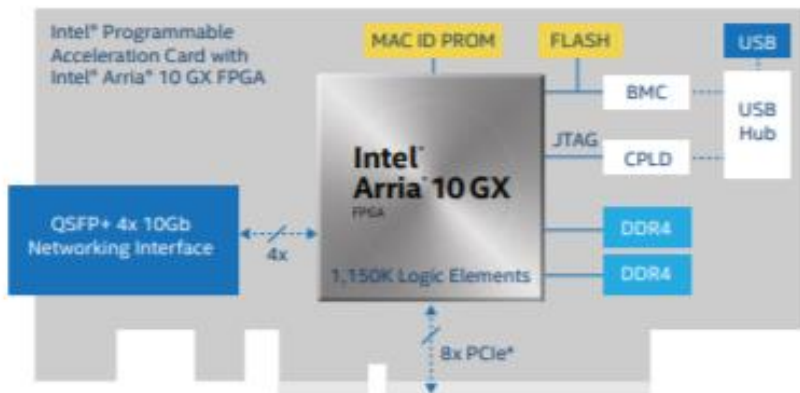 Intel® Programmable
Acceleration Card with
Intel® Arria® 10 GX FPGA
MAC ID PROM
FLASH
USB
BMC
USB
Hub
JTAG
CPLD
Intel®
Arria® 10 GX
FPGA
1,150K Logic Elements
QSFP+ 4x 10Gb
Networking Interface
4x
DDR4
DDR4
8x PCIe*